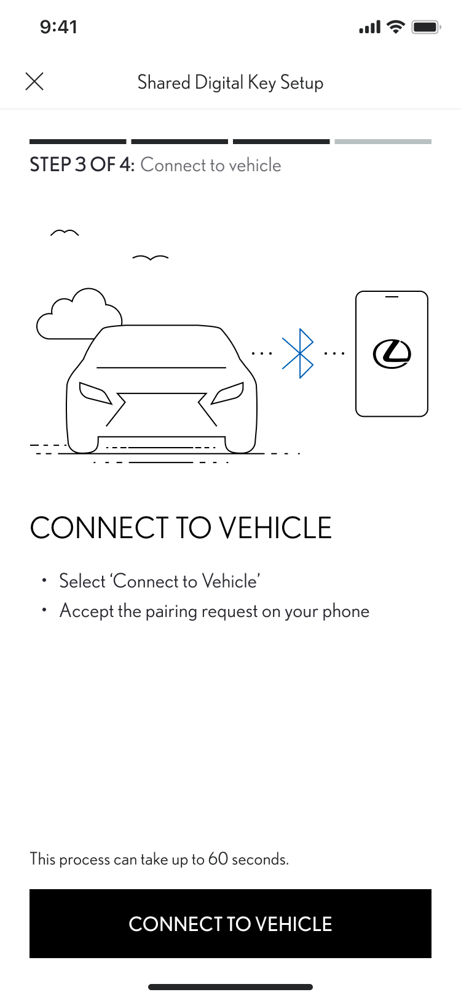 9:41
Shared Digital Key Setup
STEP 3 OF 4: Connect to vehicle
CONNECT TO VEHICLE
• Select ‘Connect to Vehicle’
• Accept the pairing request on your phone
This process can take up to 60 seconds.
CONNECT TO VEHICLE